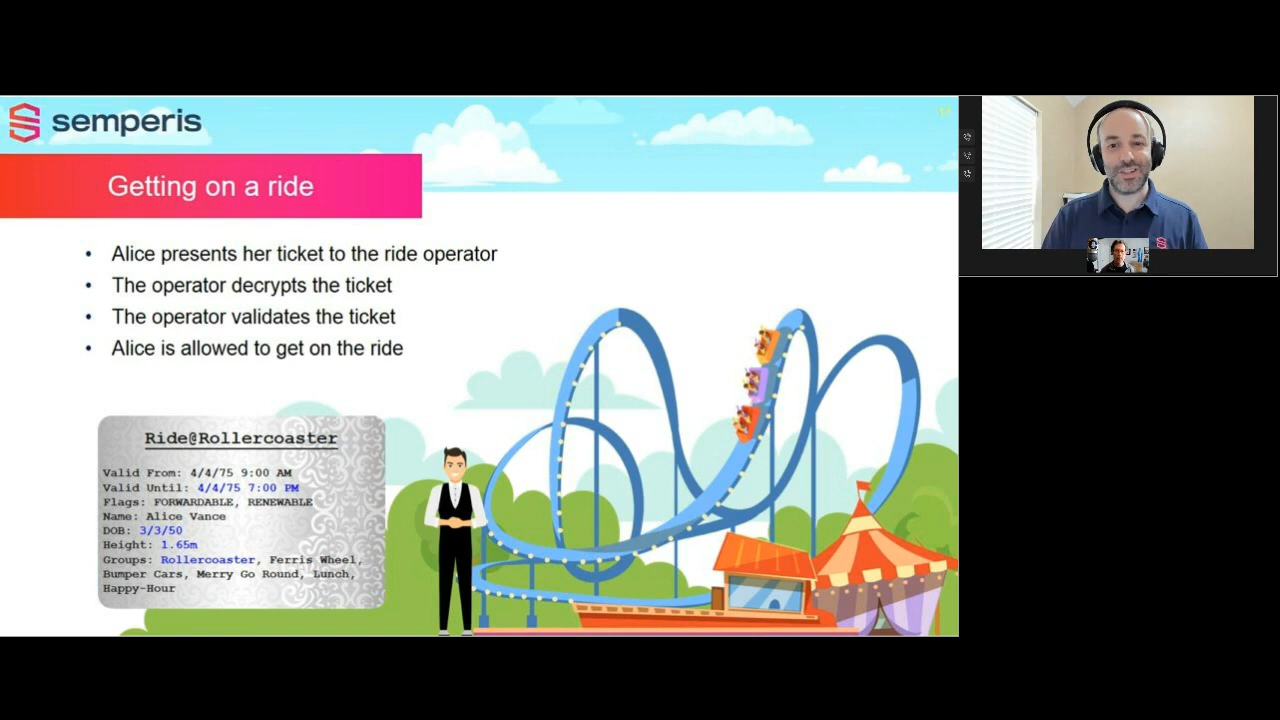 semperis
Getting on a ride
• Alice presents her ticket to the ride operator
• The operator decrypts the ticket
• The operator validates the ticket
• Alice is allowed to get on the ride
Ride@Rollercoaster
Valid From: 4/4/75 9:00 AM
Valid Until: 4/4/75 7:00 PM
Flags: FORWARDABLE, RENEWABLE
Name: Alice Vance
DOB: 3/3/50
Height: 1.65m
Groups: Rollercoaster, Ferris Wheel,
Bumper Cars, Merry Go Round, Lunch,
Happy-Hour